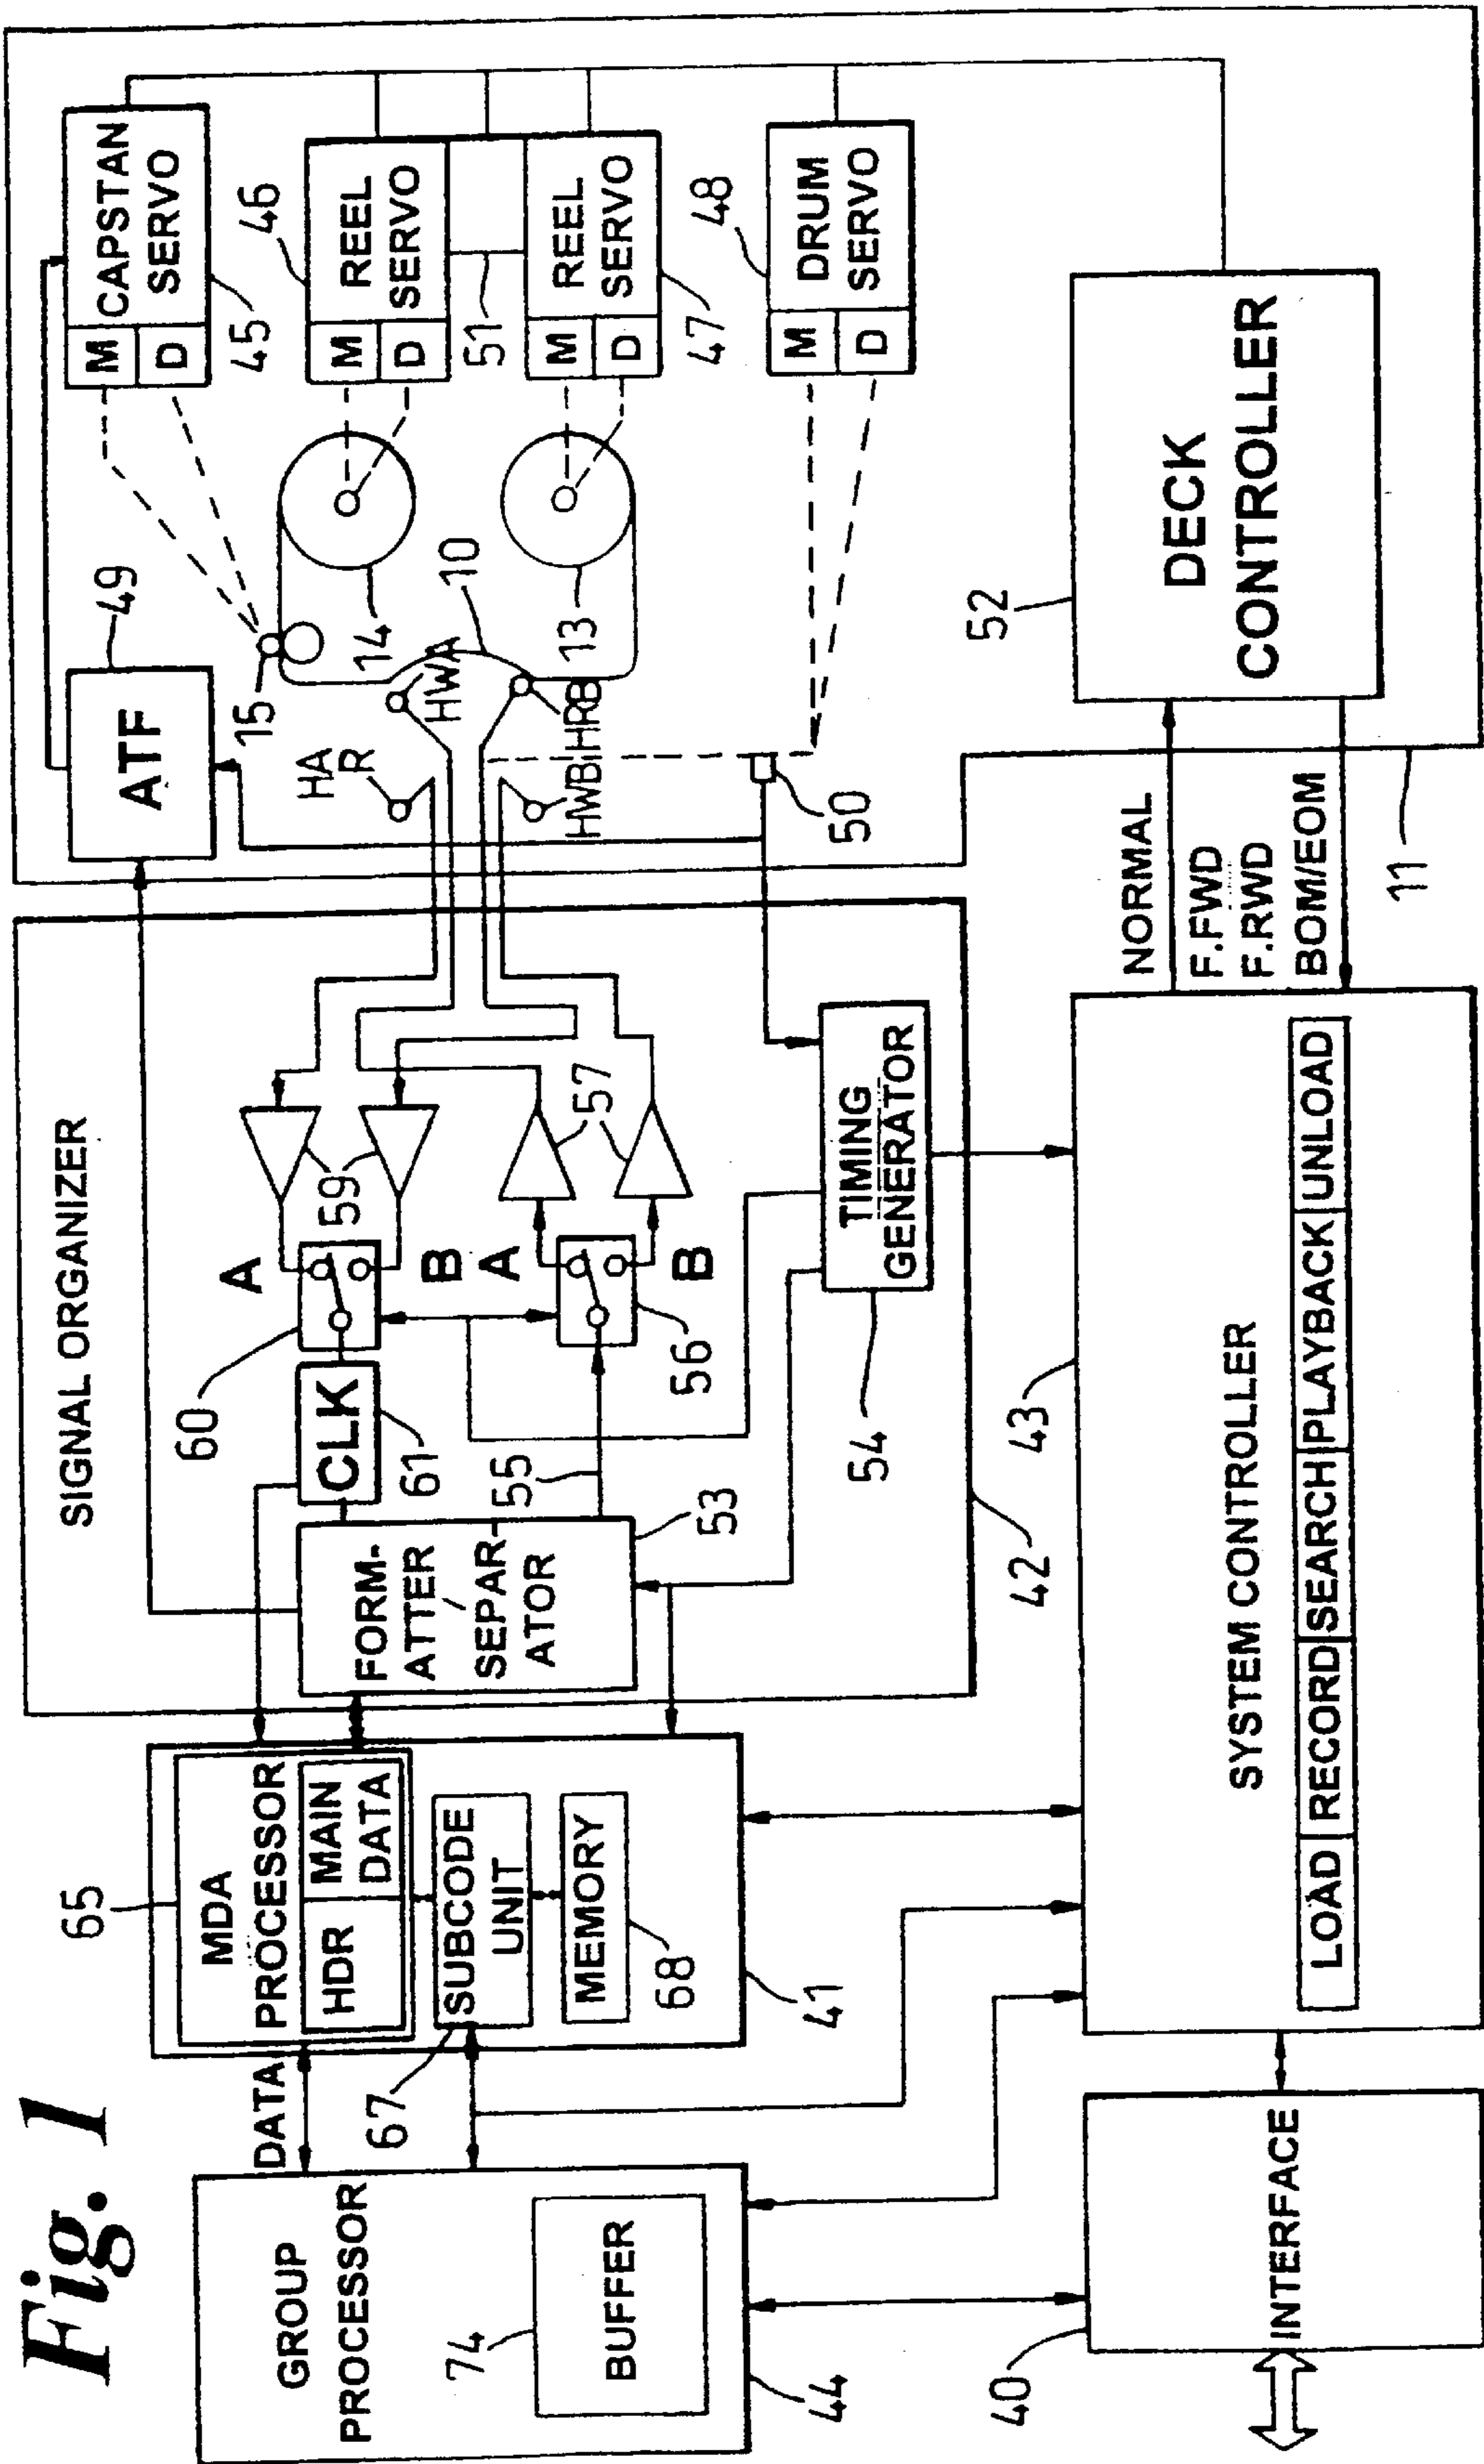 Fig. 1
GROUP
PROCESSOR
74
BUFFER
44
DATA
65
MDA
PROCESSOR
HDR
MAIN
DATA
67
SUBCODE
UNIT
MEMORY
68
41
SIGNAL ORGANIZER
FORM-
ATTER
/
SEPAR-
ATOR
53
CLK
61
60
A
B
59
55
A
B
56
57
TIMING
GENERATOR
54
42
ATF
49
15
HA
R
HWA
HRB
HWB
10
14
13
50
M
D
CAPSTAN
SERVO
45
M
D
REEL
SERVO
46
51
M
D
REEL
SERVO
47
M
D
DRUM
SERVO
48
DECK
CONTROLLER
52
11
NORMAL
F.FWD
F.RWD
BOM/EOM
SYSTEM CONTROLLER
43
LOAD
RECORD
SEARCH
PLAYBACK
UNLOAD
INTERFACE
40